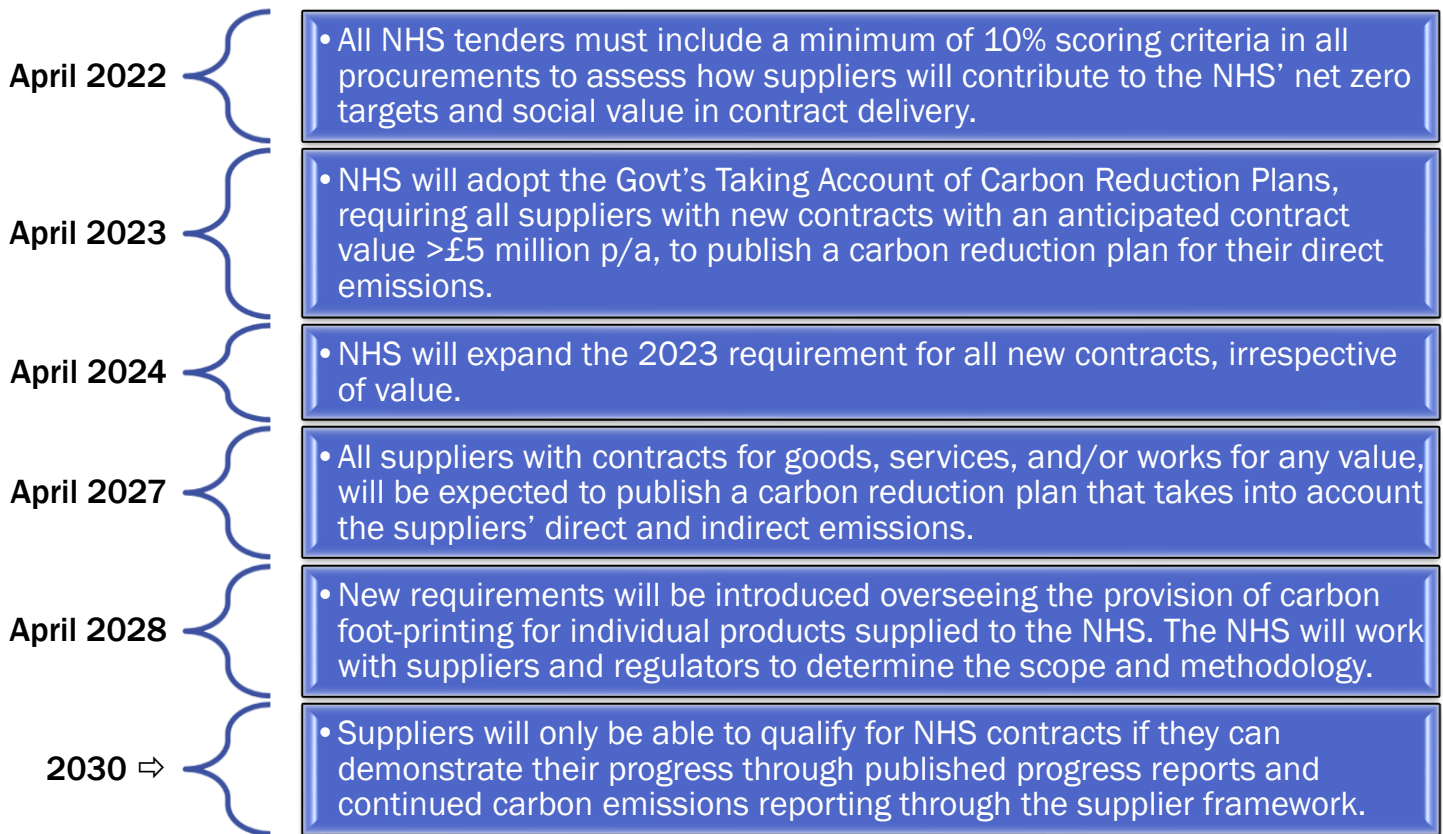 April 2022
• All NHS tenders must include a minimum of 10% scoring criteria in all
procurements to assess how suppliers will contribute to the NHS’ net zero
targets and social value in contract delivery.
April 2023
• NHS will adopt the Govt’s Taking Account of Carbon Reduction Plans,
requiring all suppliers with new contracts with an anticipated contract
value >£5 million p/a, to publish a carbon reduction plan for their direct
emissions.
April 2024
• NHS will expand the 2023 requirement for all new contracts, irrespective
of value.
April 2027
• All suppliers with contracts for goods, services, and/or works for any value,
will be expected to publish a carbon reduction plan that takes into account
the suppliers’ direct and indirect emissions.
April 2028
• New requirements will be introduced overseeing the provision of carbon
foot-printing for individual products supplied to the NHS. The NHS will work
with suppliers and regulators to determine the scope and methodology.
2030 ⇨
• Suppliers will only be able to qualify for NHS contracts if they can
demonstrate their progress through published progress reports and
continued carbon emissions reporting through the supplier framework.